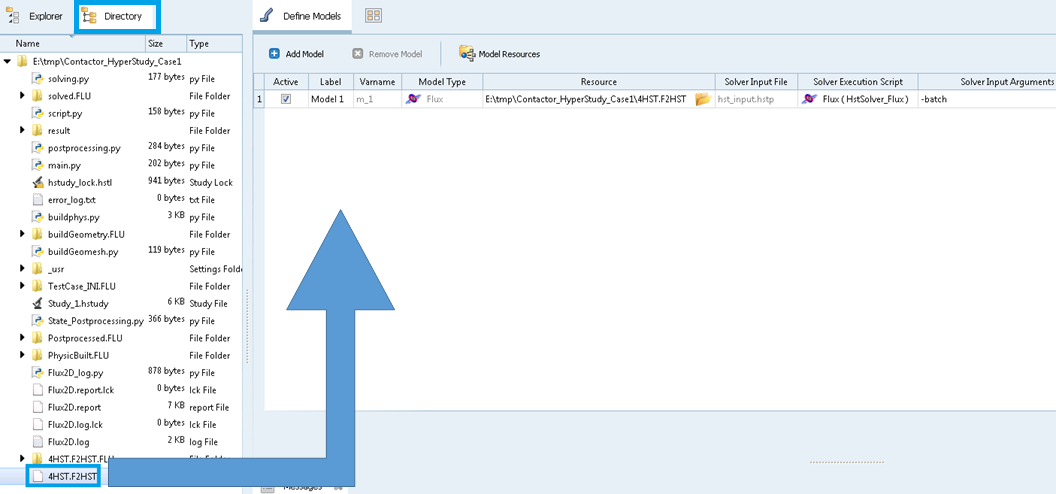 Explorer Directory
Name Size Type
E:\tmp\Contactor_HyperStudy_Case1
solving.py 177 bytes py File
solved.FLU File Folder
script.py 158 bytes py File
result File Folder
postprocessing.py 284 bytes py File
main.py 202 bytes py File
hstudy_lock.hstl 941 bytes Study Lock
error_log.txt 0 bytes txt File
buildphys.py 3 KB py File
buildGeometry.FLU File Folder
buildGeomesh.py 119 bytes py File
_usr Settings Folde
TestCase_INI.FLU File Folder
Study_1.hstudy 6 KB Study File
State_Postprocessing.py 366 bytes py File
Postprocessed.FLU File Folder
PhysicBuilt.FLU File Folder
Flux2D_log.py 878 bytes py File
Flux2D.report.lck 0 bytes lck File
Flux2D.report 7 KB report File
Flux2D.log.lck 0 bytes lck File
Flux2D.log 2 KB log File
4HST.F2HST.FLU File Folder
4HST.F2HST
Define Models
Add Model Remove Model Model Resources
Active Label Varname Model Type Resource Solver Input File Solver Execution Script Solver Input Arguments
1 Model 1 m_1 Flux E:\tmp\Contactor_HyperStudy_Case1\4HST.F2HST hst_input.hstp Flux ( HstSolver_Flux ) -batch
Messages